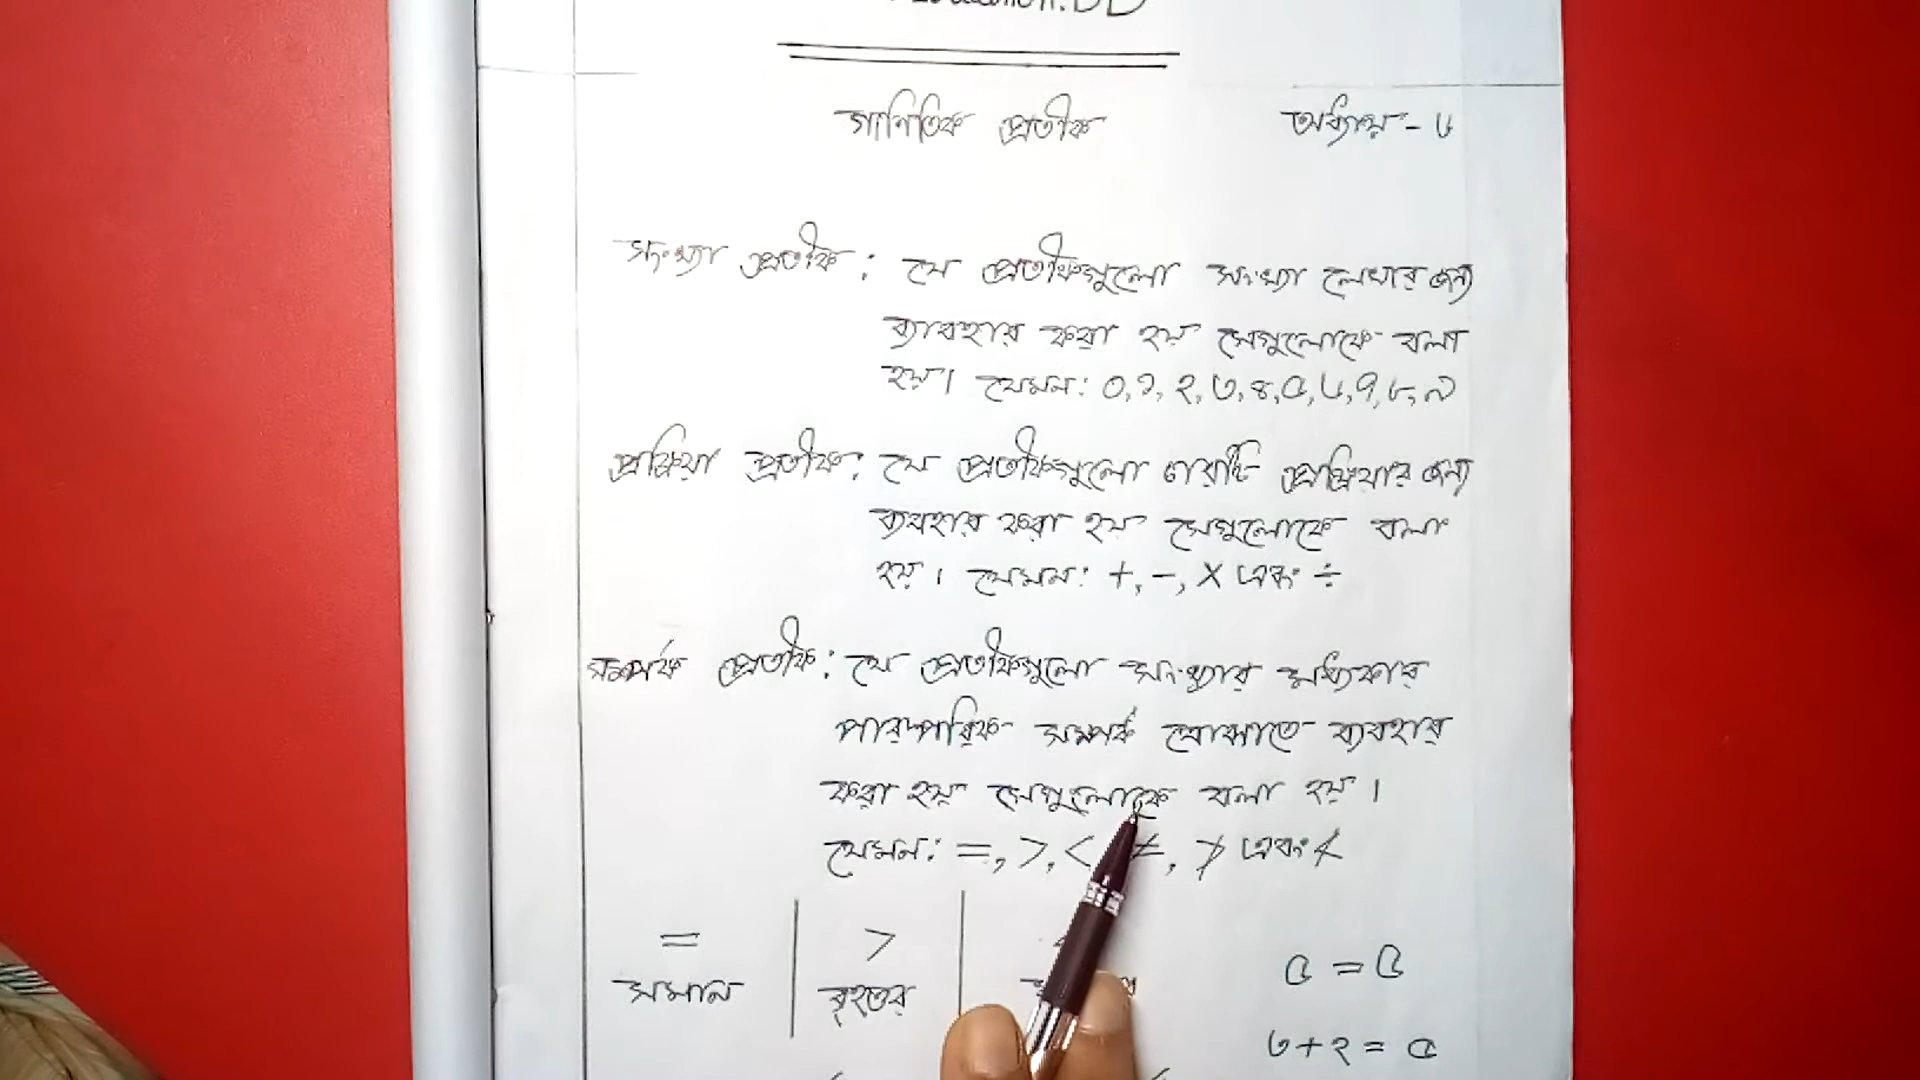 গাণিতিক প্রতীক অধ্যায় - ৬
সংখ্যা প্রতীক : যে প্রতীকগুলো সংখ্যা লেখার জন্য
ব্যাবহার করা হয় সেগুলোকে বলা
হয়। যেমন: ০,১,২,৩,৪,৫,৬,৭,৮,৯
প্রক্রিয়া প্রতীক: যে প্রতীকগুলো চারটি প্রক্রিয়ার জন্য
ব্যবহার করা হয় সেগুলোকে বলা
হয়। যেমন: +, -, × এবং ÷
সম্পর্ক প্রতীক: যে প্রতীকগুলো সংখ্যার মধ্যকার
পারস্পরিক সম্পর্ক বোঝাতে ব্যবহার
করা হয় সেগুলোকে বলা হয়।
যেমন: =, >, < ≠, ≯ এবং ≮
= | > |
সমান | বৃহত্তর |
৫ = ৫
৩+২ = ৫